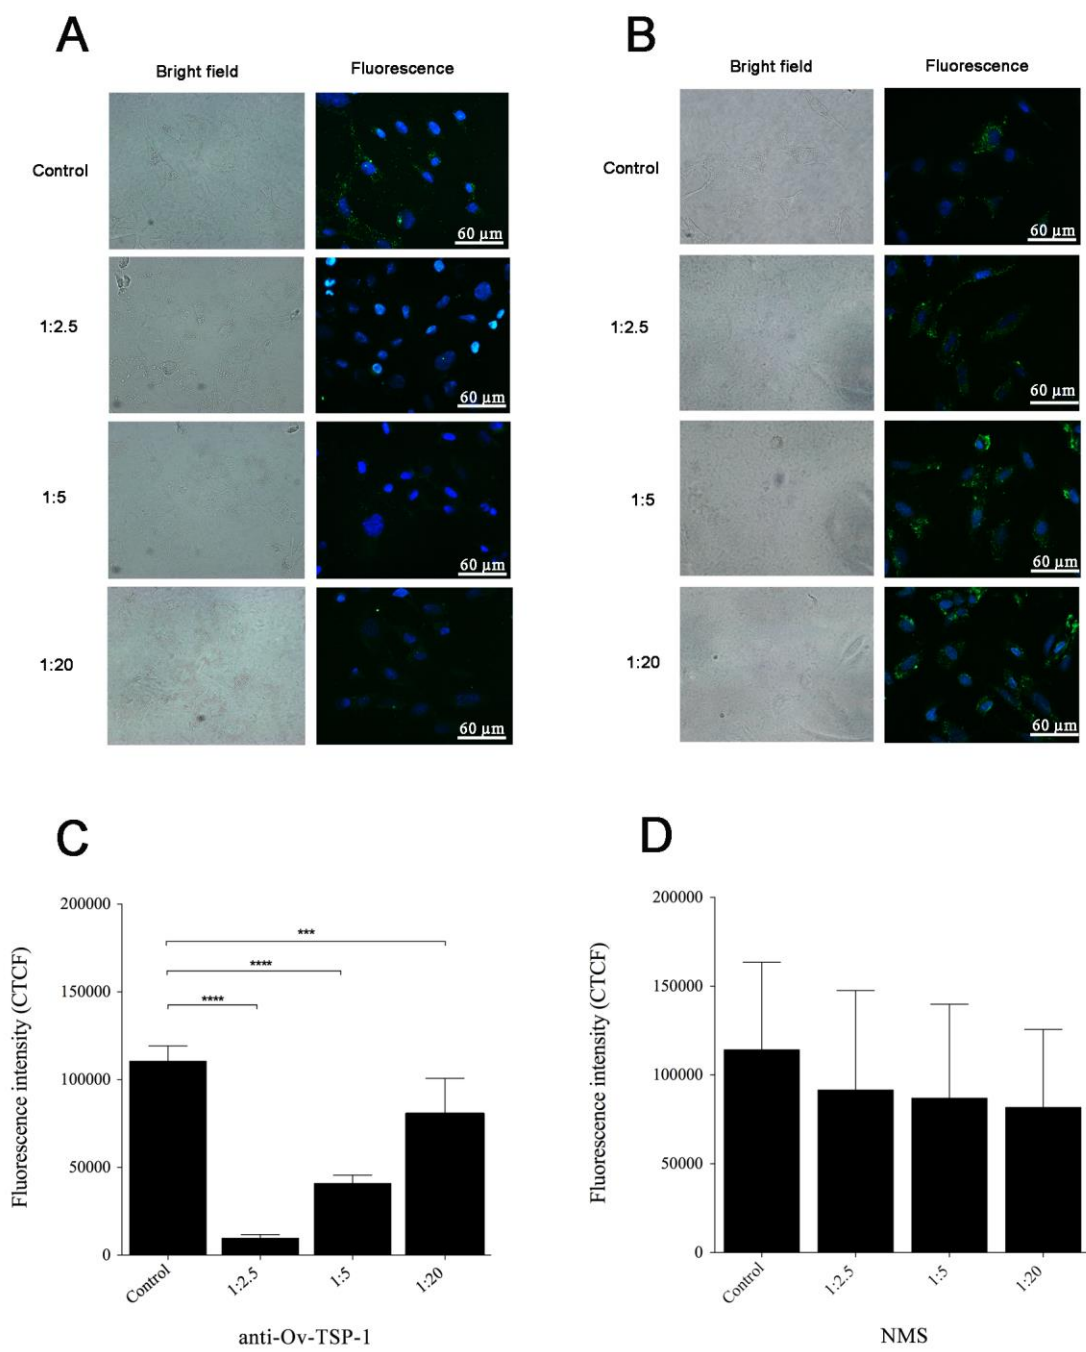 A
B
Bright field
Fluorescence
Bright field
Fluorescence
Control
60 µm
Control
60 µm
1:2.5
60 µm
1:2.5
60 µm
1:5
60 µm
1:5
60 µm
1:20
60 µm
1:20
60 µm
C
Fluorescence intensity (CTCF)
200000
150000
100000
50000
0
***
****
****
Control
1:2.5
1:5
1:20
anti-Ov-TSP-1
D
Fluorescence intensity (CTCF)
200000
150000
100000
50000
0
Control
1:2.5
1:5
1:20
NMS